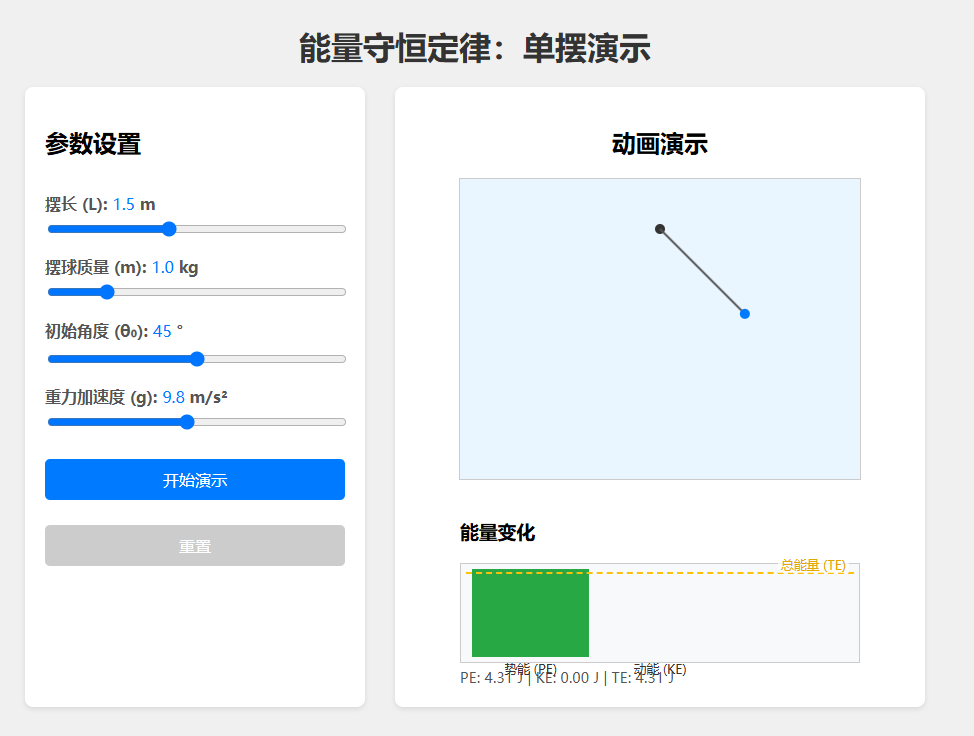 能量守恒定律：单摆演示
参数设置
摆长 (L): 1.5 m
摆球质量 (m): 1.0 kg
初始角度 (θ₀): 45 °
重力加速度 (g): 9.8 m/s²
开始演示
重置
动画演示
能量变化
总能量 (TE)
势能 (PE)
动能 (KE)
PE: 4.31 J | KE: 0.00 J | TE: 4.31 J